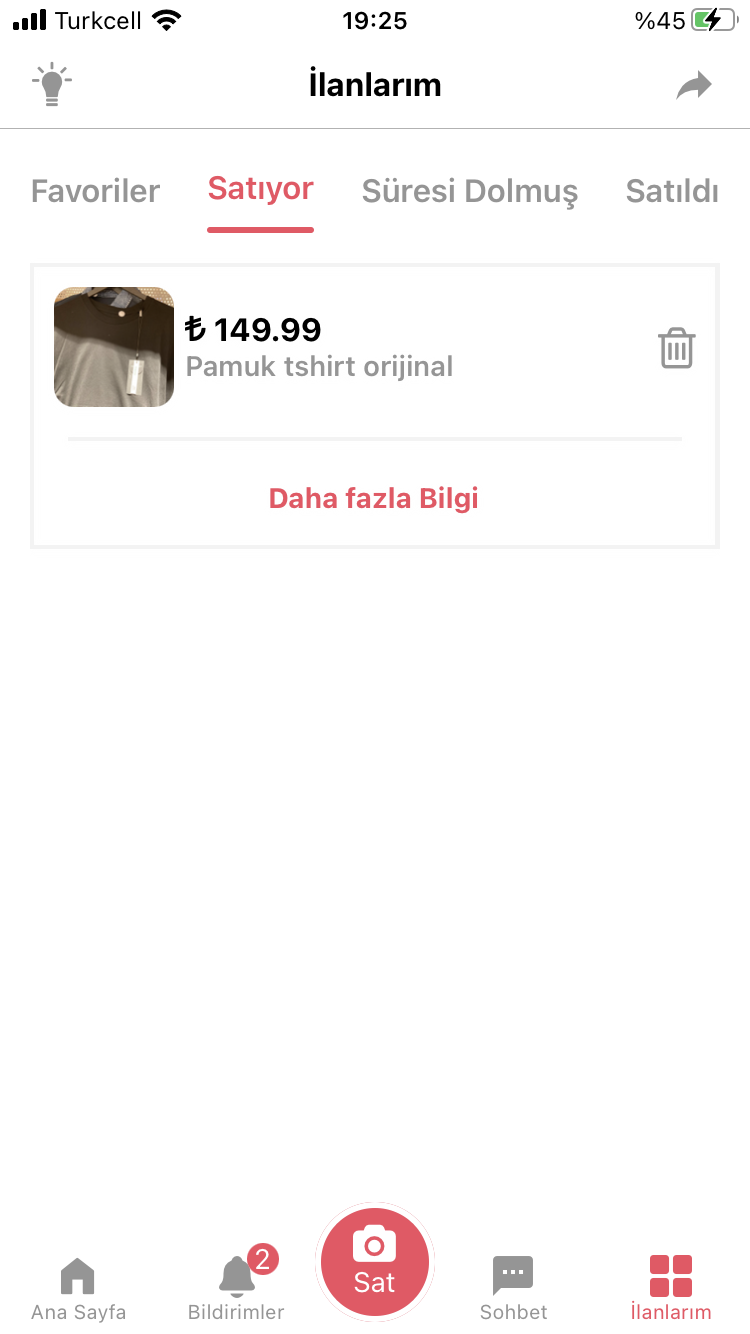 Turkcell 19:25 %45
İlanlarım
Favoriler Satıyor Süresi Dolmuş Satıldı
₺ 149.99
Pamuk tshirt orijinal
Daha fazla Bilgi
2
Sat
Ana Sayfa Bildirimler Sohbet İlanlarım